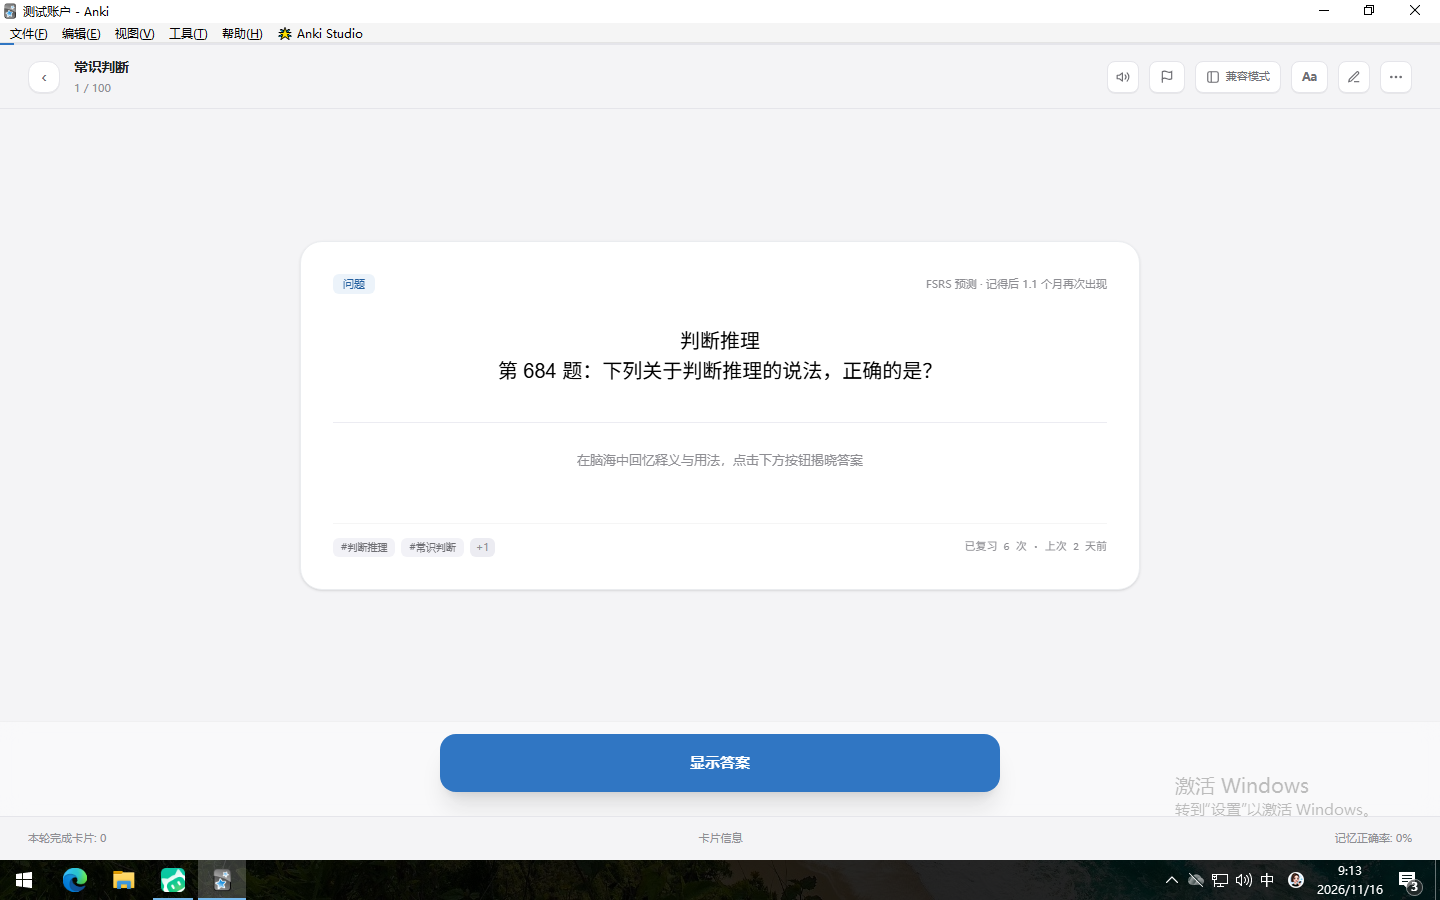 测试账户 - Anki
文件(F) 编辑(E) 视图(V) 工具(T) 帮助(H) Anki Studio
常识判断
1 / 100
兼容模式
Aa
问题
FSRS 预测 · 记得后 1.1 个月再次出现
判断推理
第 684 题：下列关于判断推理的说法，正确的是？
在脑海中回忆释义与用法，点击下方按钮揭晓答案
#判断推理 #常识判断 +1
已复习 6 次 · 上次 2 天前
显示答案
激活 Windows
转到“设置”以激活 Windows。
本轮完成卡片: 0
卡片信息
记忆正确率: 0%
中
9:13
2026/11/16
3